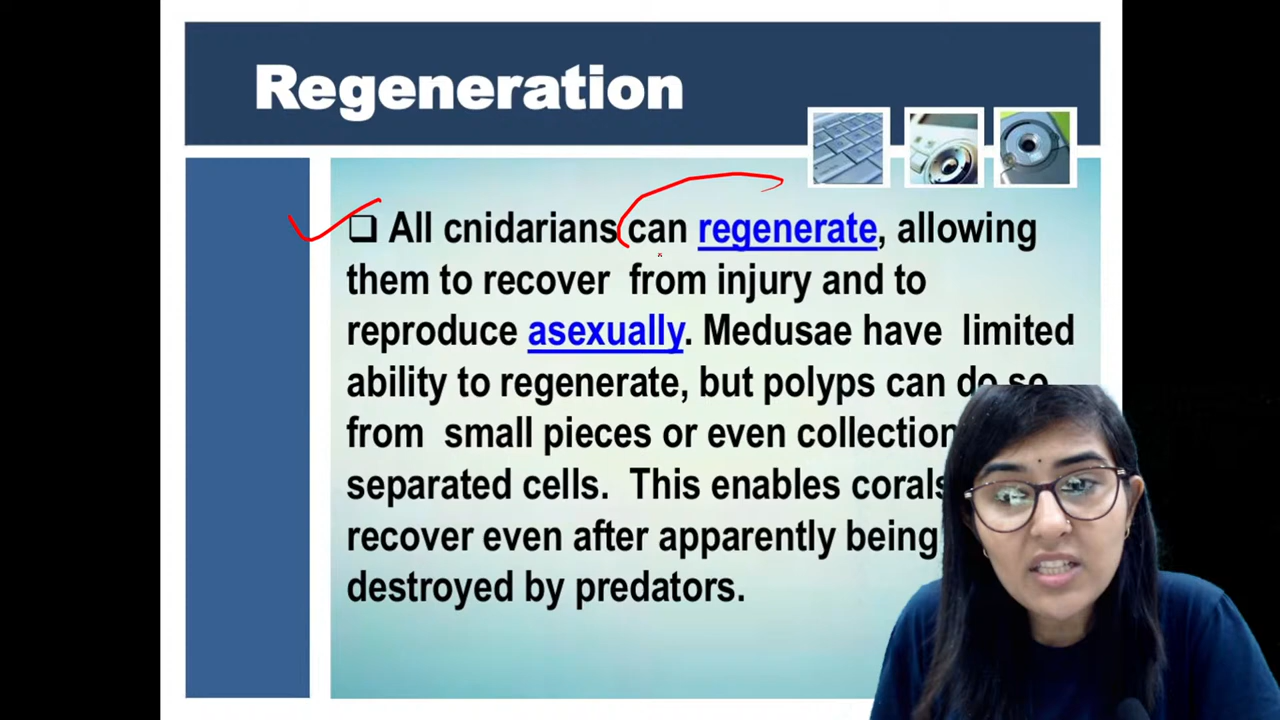 Regeneration
❑ All cnidarians can regenerate, allowing
them to recover from injury and to
reproduce asexually. Medusae have limited
ability to regenerate, but polyps can do so
from small pieces or even collection
separated cells. This enables corals
recover even after apparently being
destroyed by predators.